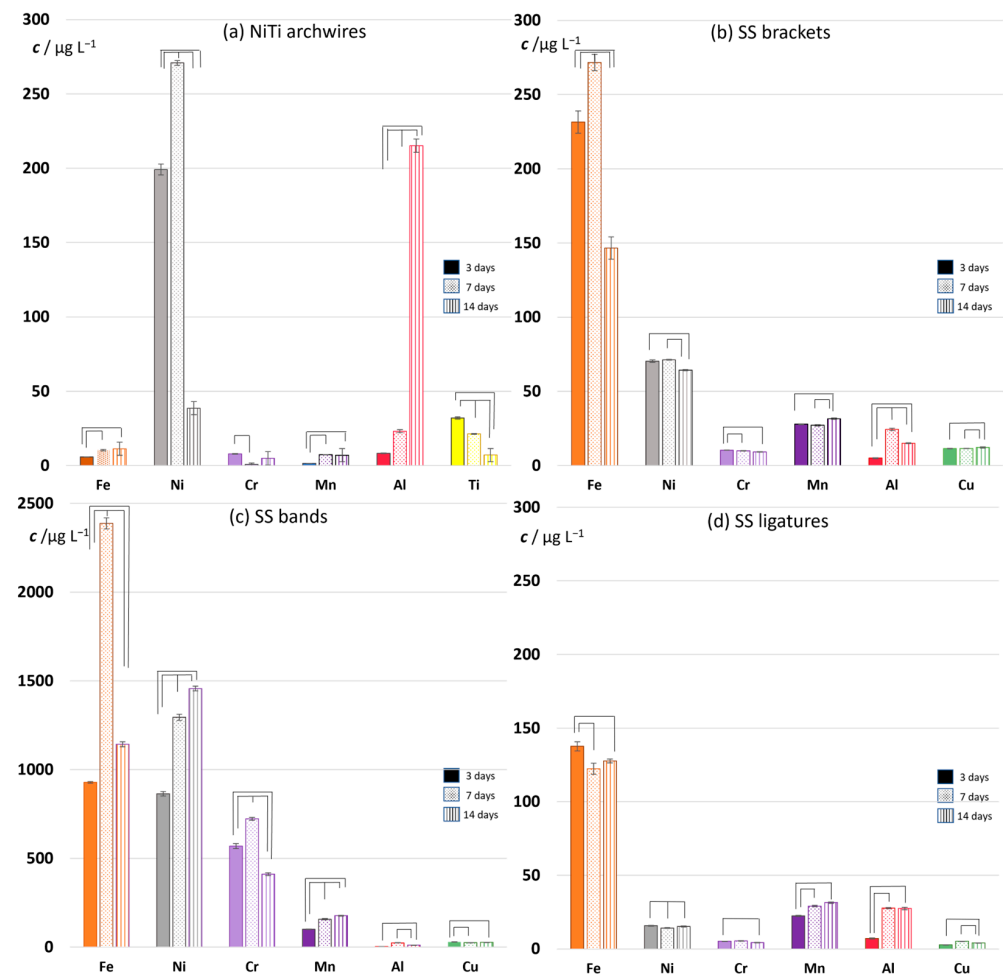 (a) NiTi archwires
c / µg L⁻¹
300
250
200
150
100
50
0
3 days
7 days
14 days
Fe Ni Cr Mn Al Ti
(b) SS brackets
c / µg L⁻¹
300
250
200
150
100
50
0
3 days
7 days
14 days
Fe Ni Cr Mn Al Cu
(c) SS bands
c /µg L⁻¹
2500
2000
1500
1000
500
0
3 days
7 days
14 days
Fe Ni Cr Mn Al Cu
(d) SS ligatures
c / µg L⁻¹
300
250
200
150
100
50
0
3 days
7 days
14 days
Fe Ni Cr Mn Al Cu